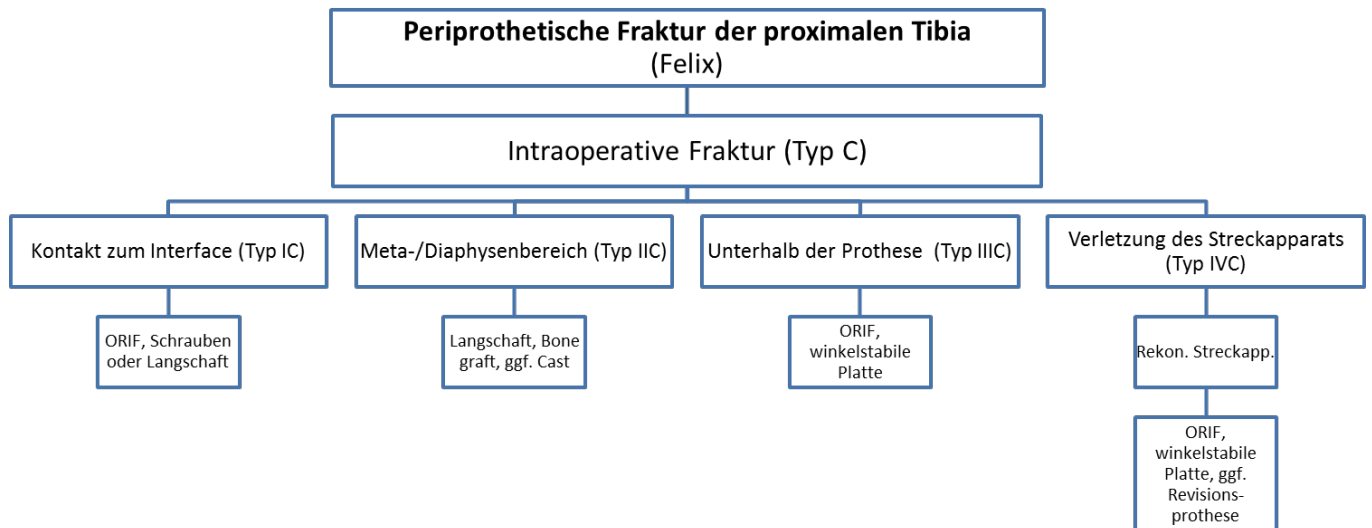 Periprothetische Fraktur der proximalen Tibia
(Felix)
Intraoperative Fraktur (Typ C)
Kontakt zum Interface (Typ IC)
Meta-/Diaphysenbereich (Typ IIC)
Unterhalb der Prothese (Typ IIIC)
Verletzung des Streckapparats
(Typ IVC)
ORIF, Schrauben
oder Langschaft
Langschaft, Bone
graft, ggf. Cast
ORIF,
winkelstabile
Platte
Rekon. Streckapp.
ORIF,
winkelstabile
Platte, ggf.
Revisions-
prothese